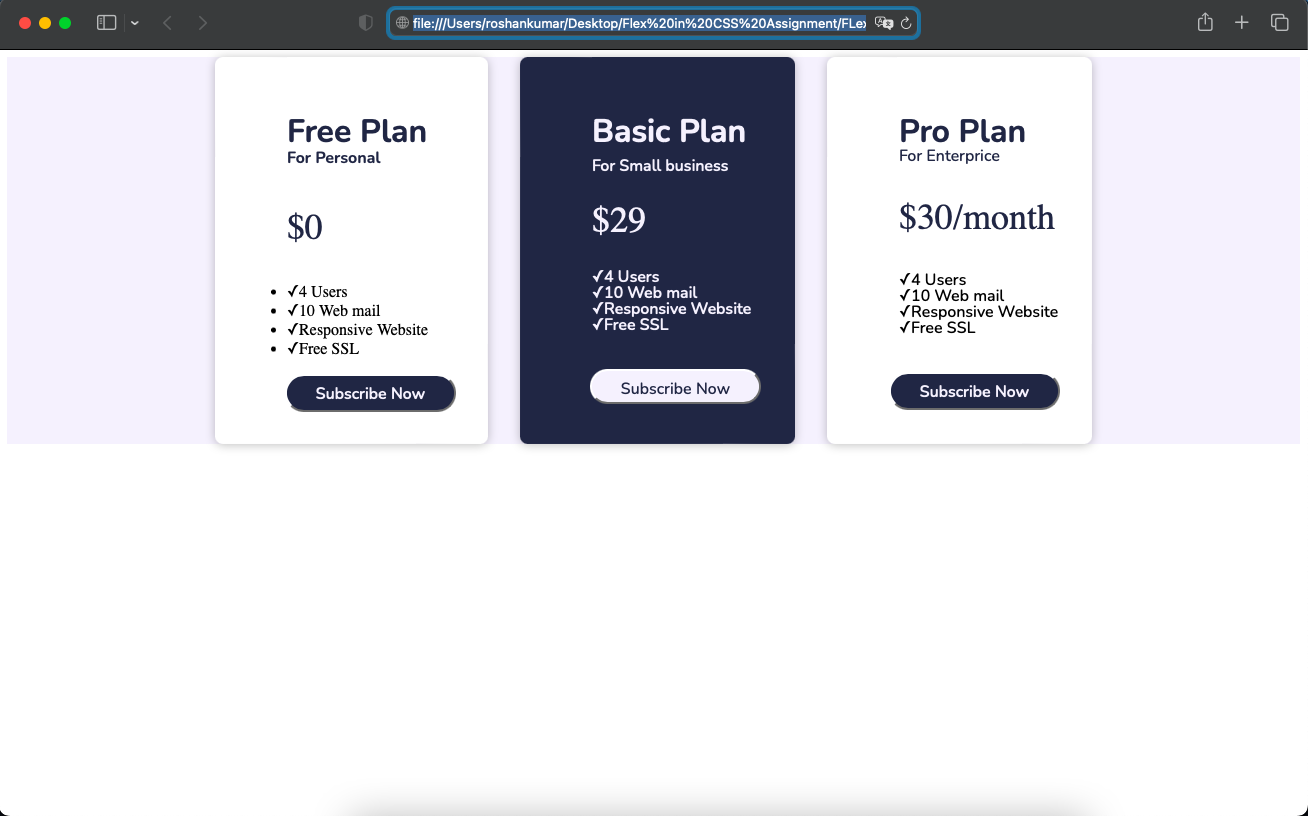 file:///Users/roshankumar/Desktop/Flex%20in%20CSS%20Assignment/FLex
Free Plan
For Personal
$0
✓4 Users
✓10 Web mail
✓Responsive Website
✓Free SSL
Subscribe Now
Basic Plan
For Small business
$29
✓4 Users
✓10 Web mail
✓Responsive Website
✓Free SSL
Subscribe Now
Pro Plan
For Enterprice
$30/month
✓4 Users
✓10 Web mail
✓Responsive Website
✓Free SSL
Subscribe Now